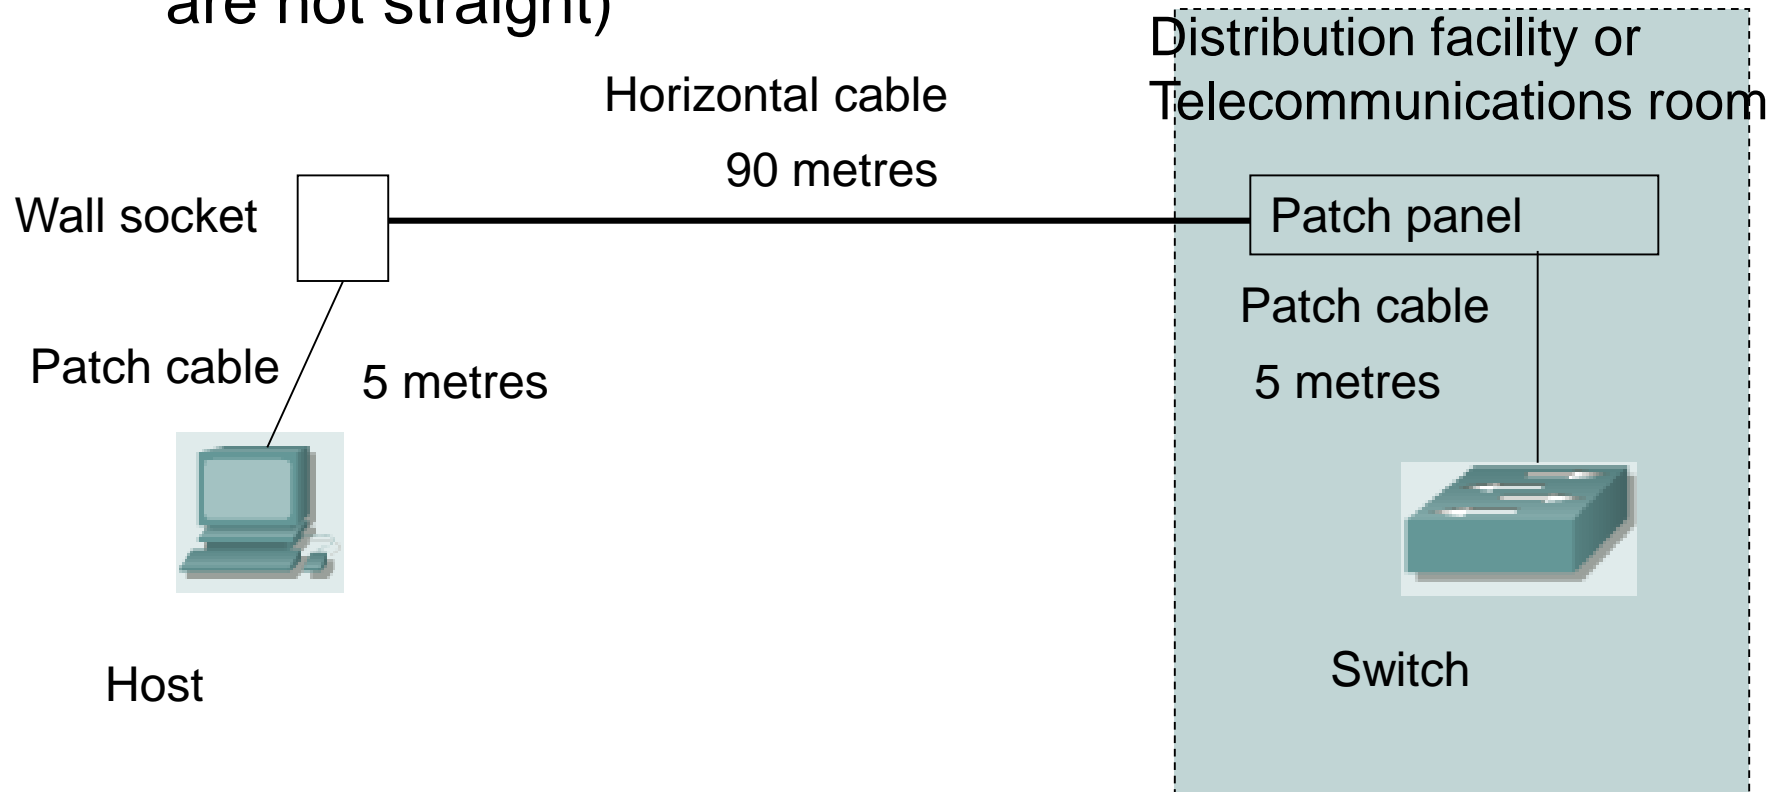 are not straight)
Distribution facility or
Telecommunications room
Horizontal cable
90 metres
Wall socket
Patch panel
Patch cable
5 metres
Patch cable
5 metres
Host
Switch